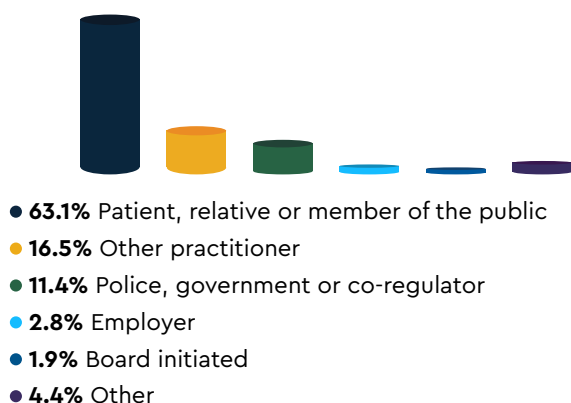 63.1% Patient, relative or member of the public
16.5% Other practitioner
11.4% Police, government or co-regulator
2.8% Employer
1.9% Board initiated
4.4% Other